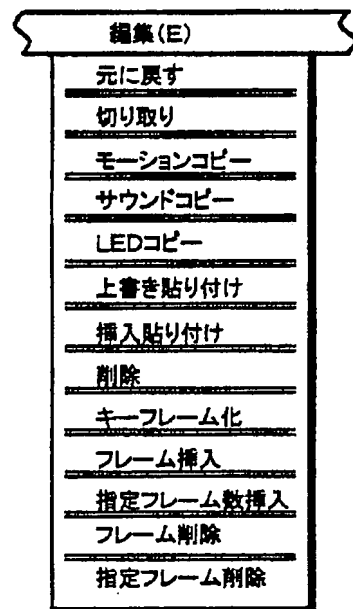 編集(E)
元に戻す
切り取り
モーションコピー
サウンドコピー
LEDコピー
上書き貼り付け
挿入貼り付け
削除
キーフレーム化
フレーム挿入
指定フレーム数挿入
フレーム削除
指定フレーム削除